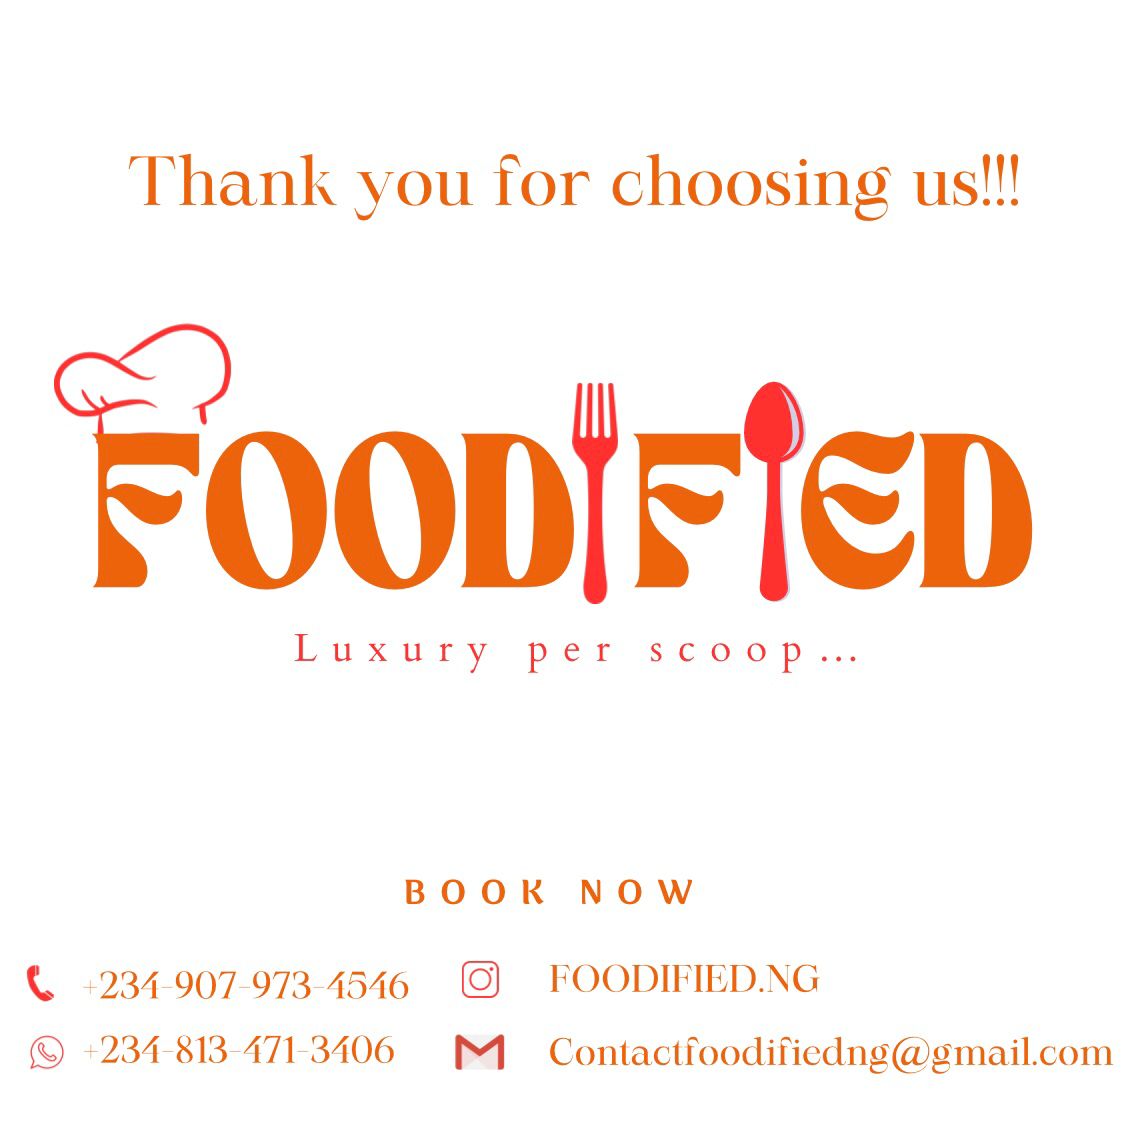 Thank you for choosing us!!!
FOODIFIED
Luxury per scoop...
BOOK NOW
+234-907-973-4546
FOODIFIED.NG
+234-813-471-3406
Contactfoodifiedng@gmail.com